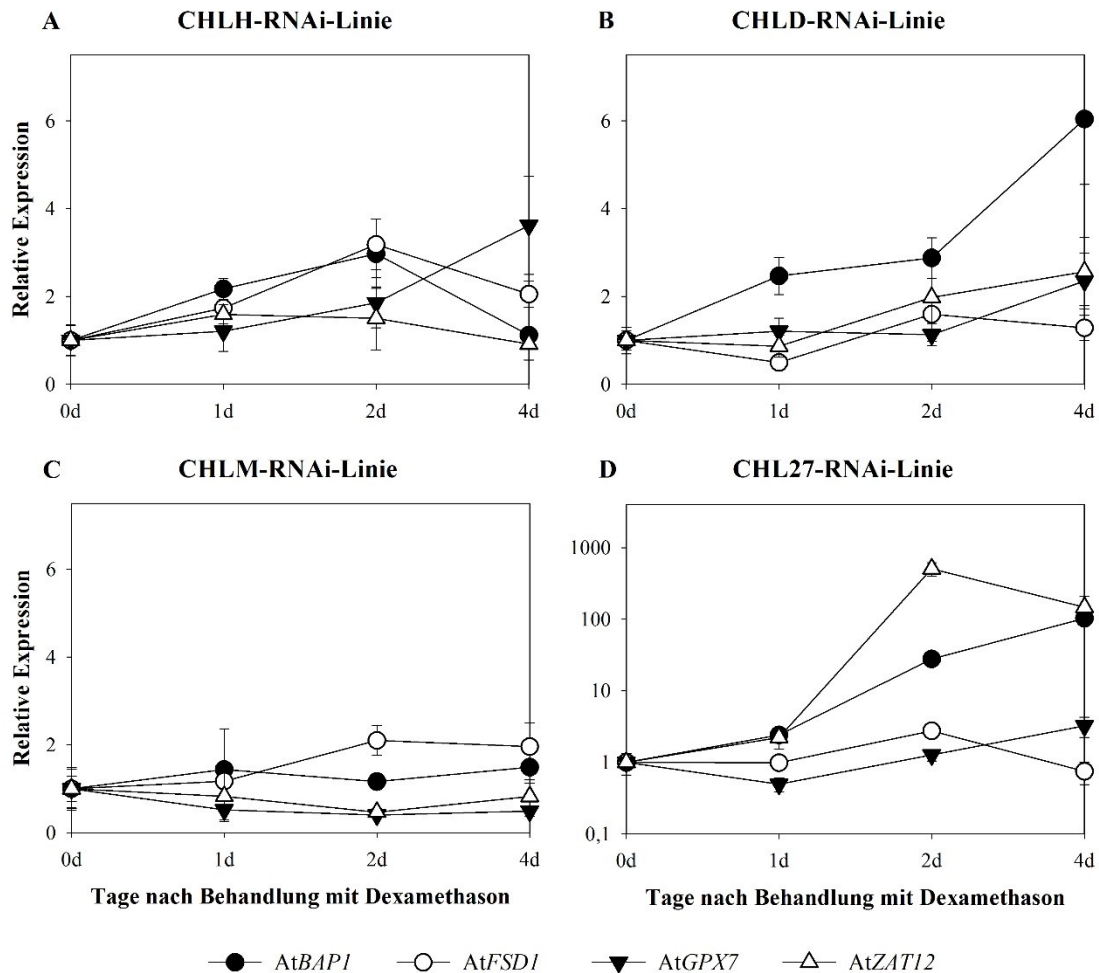 A CHLH-RNAi-Linie
B CHLD-RNAi-Linie
Relative Expression
6
4
2
0
0d 1d 2d 4d
6
4
2
0
0d 1d 2d 4d
C CHLM-RNAi-Linie
D CHL27-RNAi-Linie
Relative Expression
6
4
2
0
0d 1d 2d 4d
Tage nach Behandlung mit Dexamethason
1000
100
10
1
0,1
0d 1d 2d 4d
Tage nach Behandlung mit Dexamethason
AtBAP1 AtFSD1 AtGPX7 AtZAT12